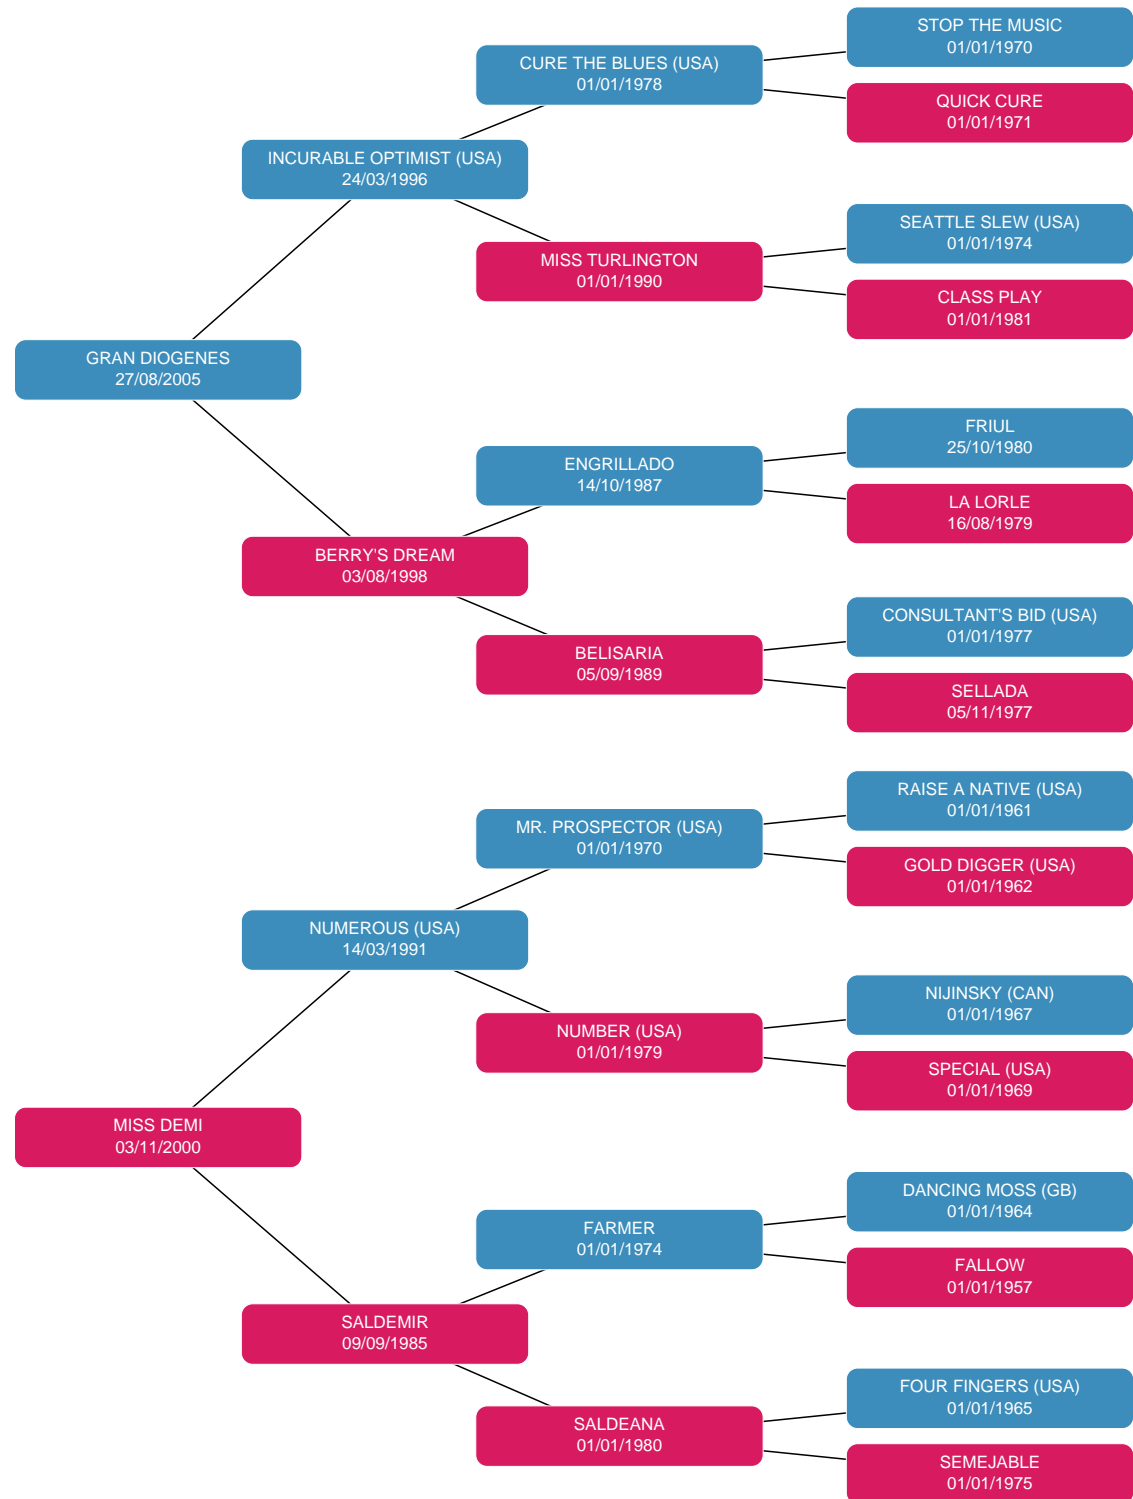 STOP THE MUSIC
01/01/1970
CURE THE BLUES (USA)
01/01/1978
QUICK CURE
01/01/1971
INCURABLE OPTIMIST (USA)
24/03/1996
SEATTLE SLEW (USA)
01/01/1974
MISS TURLINGTON
01/01/1990
CLASS PLAY
01/01/1981
GRAN DIOGENES
27/08/2005
FRIUL
25/10/1980
ENGRILLADO
14/10/1987
LA LORLE
16/08/1979
BERRY'S DREAM
03/08/1998
CONSULTANT'S BID (USA)
01/01/1977
BELISARIA
05/09/1989
SELLADA
05/11/1977
RAISE A NATIVE (USA)
01/01/1961
MR. PROSPECTOR (USA)
01/01/1970
GOLD DIGGER (USA)
01/01/1962
NUMEROUS (USA)
14/03/1991
NIJINSKY (CAN)
01/01/1967
NUMBER (USA)
01/01/1979
SPECIAL (USA)
01/01/1969
MISS DEMI
03/11/2000
DANCING MOSS (GB)
01/01/1964
FARMER
01/01/1974
FALLOW
01/01/1957
SALDEMIR
09/09/1985
FOUR FINGERS (USA)
01/01/1965
SALDEANA
01/01/1980
SEMEJABLE
01/01/1975